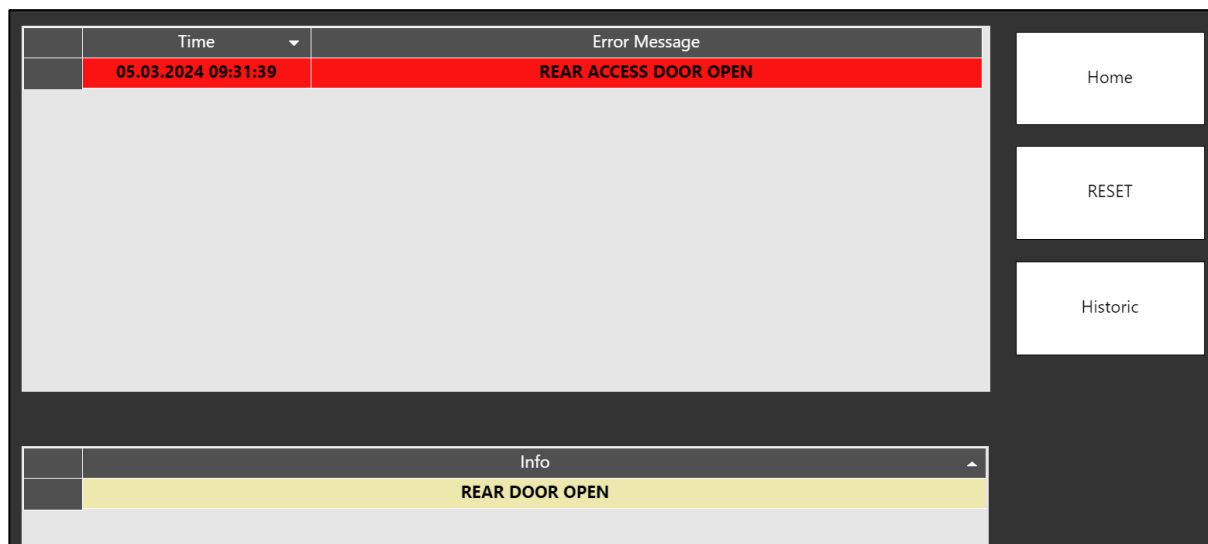 Time
Error Message
05.03.2024 09:31:39
REAR ACCESS DOOR OPEN
Home
RESET
Historic
Info
REAR DOOR OPEN